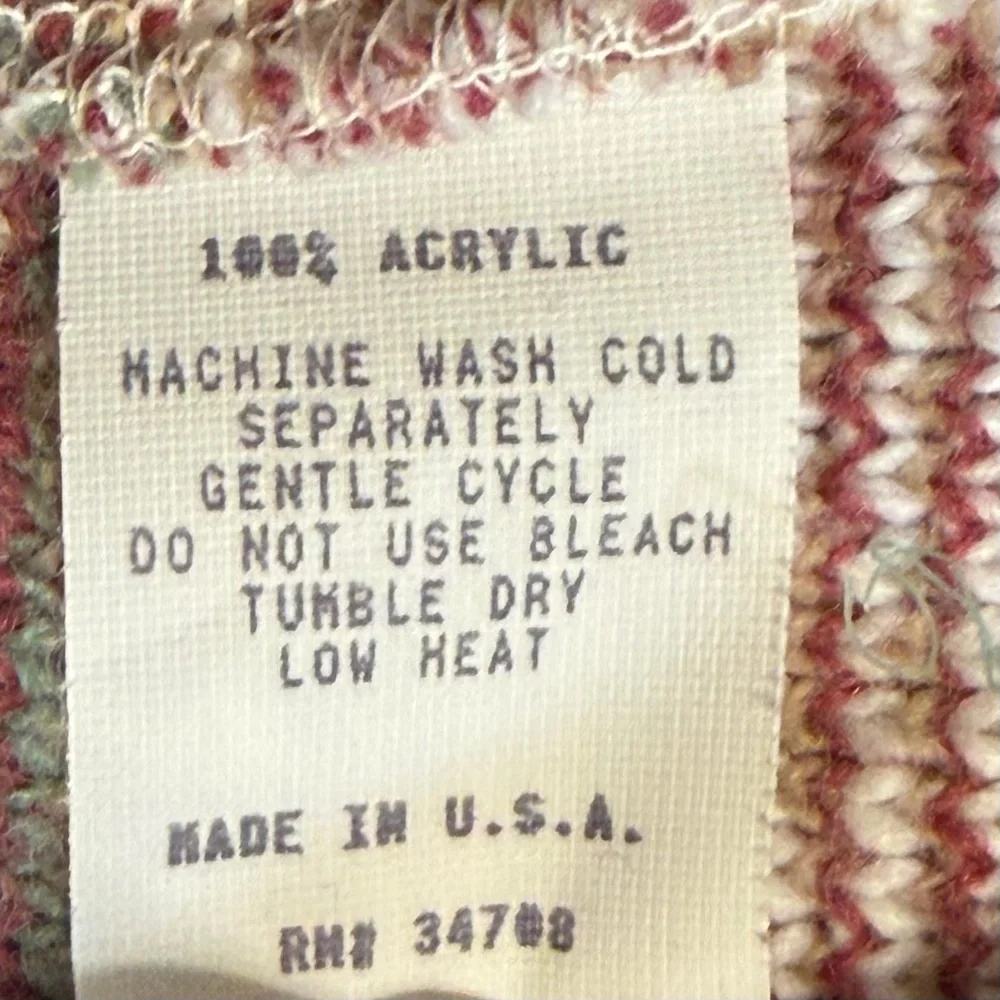 100% ACRYLIC
MACHINE WASH COLD
SEPARATELY
GENTLE CYCLE
DO NOT USE BLEACH
TUMBLE DRY
LOW HEAT
MADE IN U.S.A.
RN# 34708